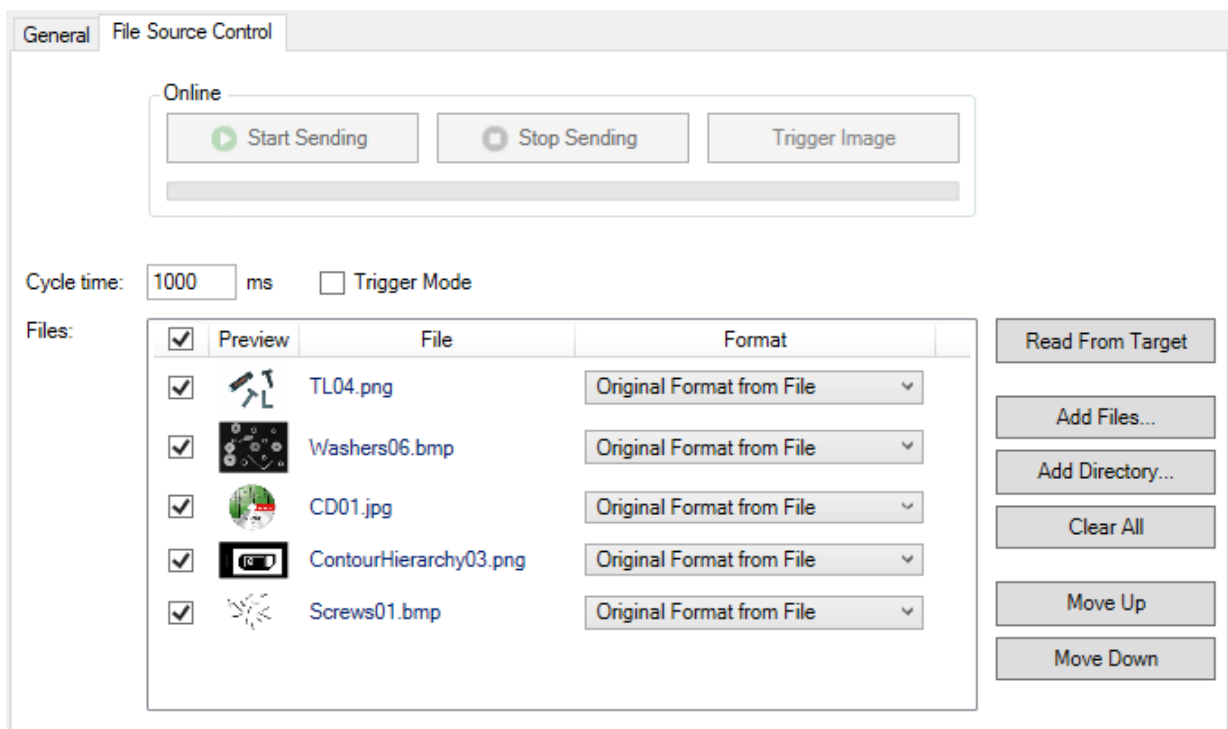 General File Source Control
Online
Start Sending Stop Sending Trigger Image
Cycle time: 1000 ms Trigger Mode
Files:
Preview File Format
TL04.png Original Format from File
Washers06.bmp Original Format from File
CD01.jpg Original Format from File
ContourHierarchy03.png Original Format from File
Screws01.bmp Original Format from File
Read From Target
Add Files...
Add Directory...
Clear All
Move Up
Move Down